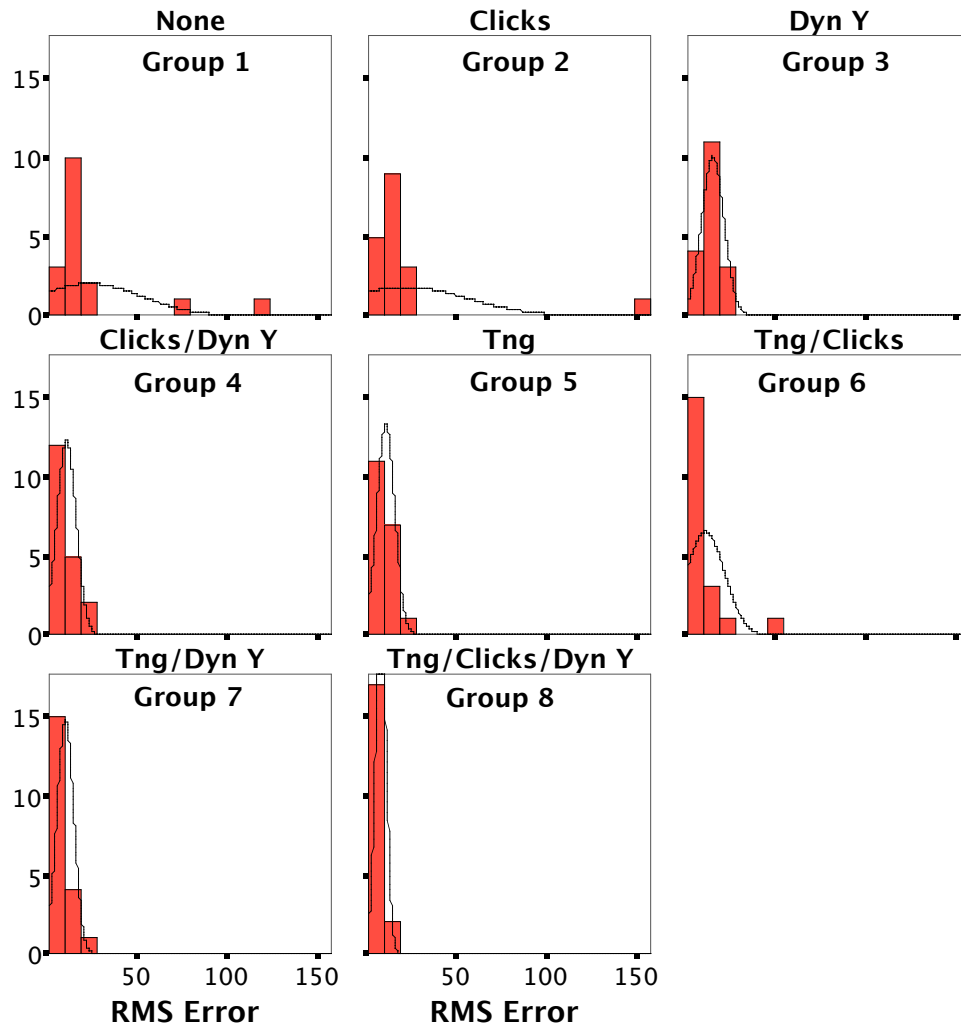 None Clicks Dyn Y
Group 1 Group 2 Group 3
15
10
5
0
Clicks/Dyn Y Tng Tng/Clicks
Group 4 Group 5 Group 6
15
10
5
0
Tng/Dyn Y Tng/Clicks/Dyn Y
Group 7 Group 8
15
10
5
0
50 150 50 150
RMS Error RMS Error